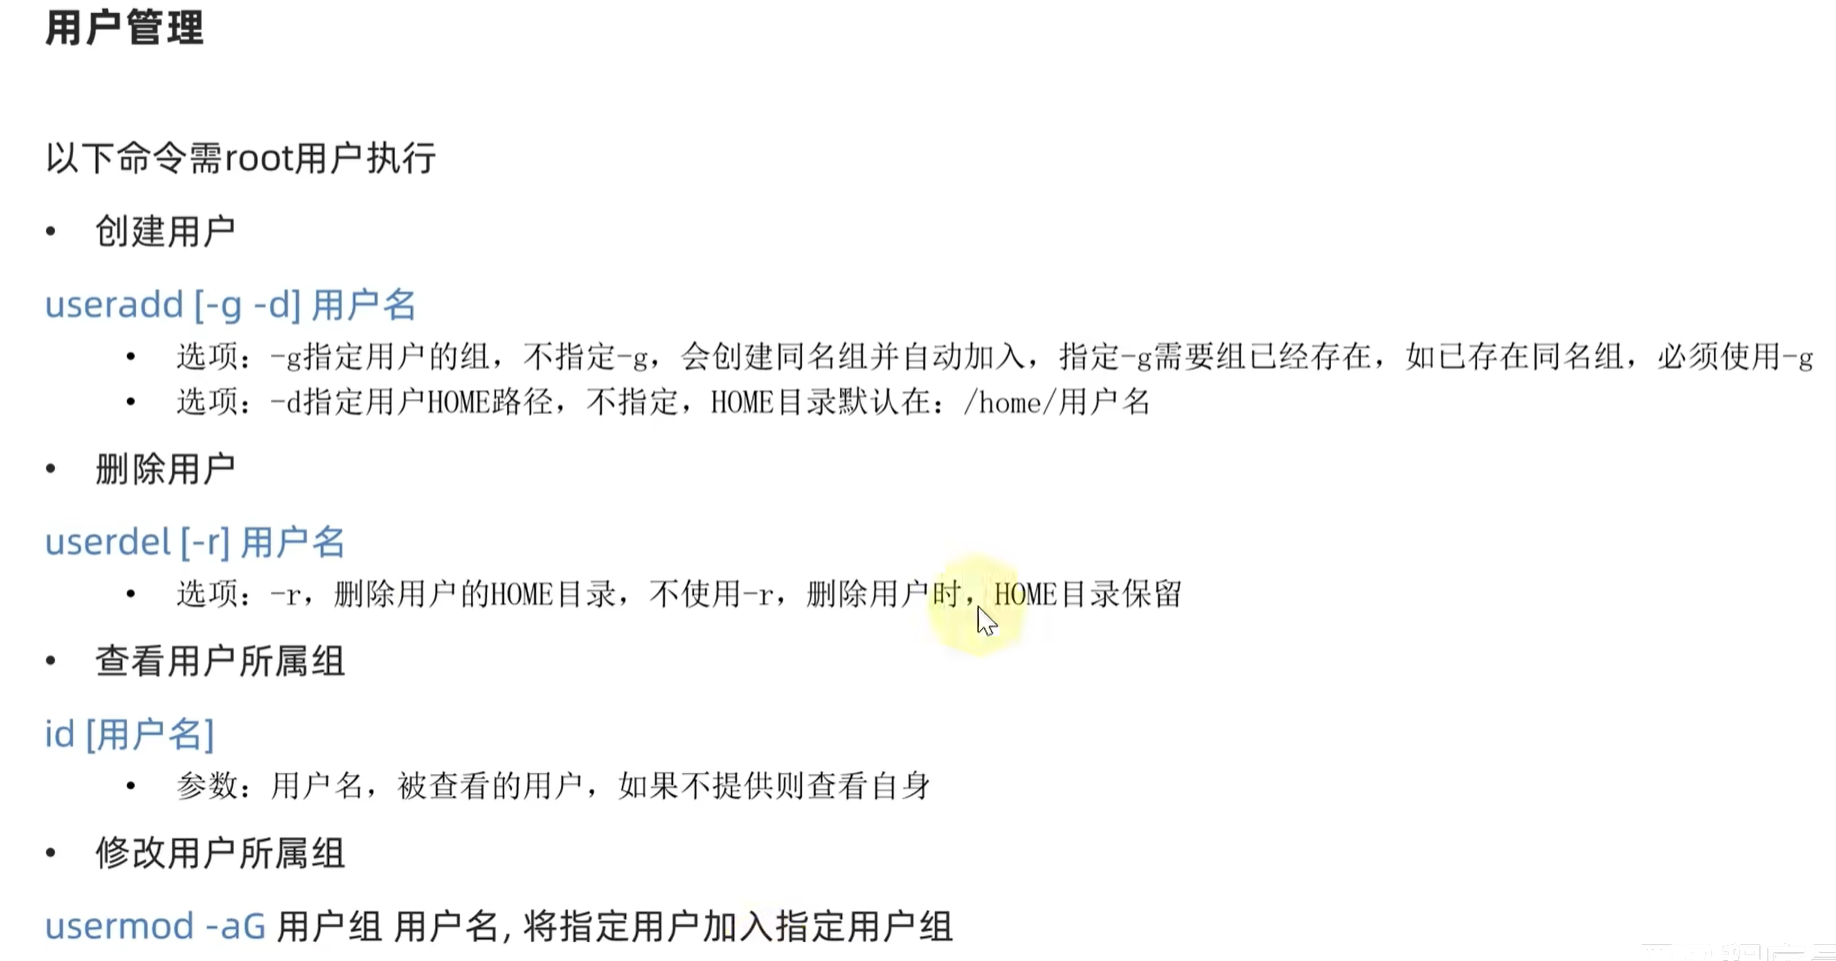 用户管理
以下命令需root用户执行
• 创建用户
useradd [-g -d] 用户名
• 选项：-g指定用户的组，不指定-g，会创建同名组并自动加入，指定-g需要组已经存在，如已存在同名组，必须使用-g
• 选项：-d指定用户HOME路径，不指定，HOME目录默认在：/home/用户名
• 删除用户
userdel [-r] 用户名
• 选项：-r，删除用户的HOME目录，不使用-r，删除用户时，HOME目录保留
• 查看用户所属组
id [用户名]
• 参数：用户名，被查看的用户，如果不提供则查看自身
• 修改用户所属组
usermod -aG 用户组 用户名, 将指定用户加入指定用户组